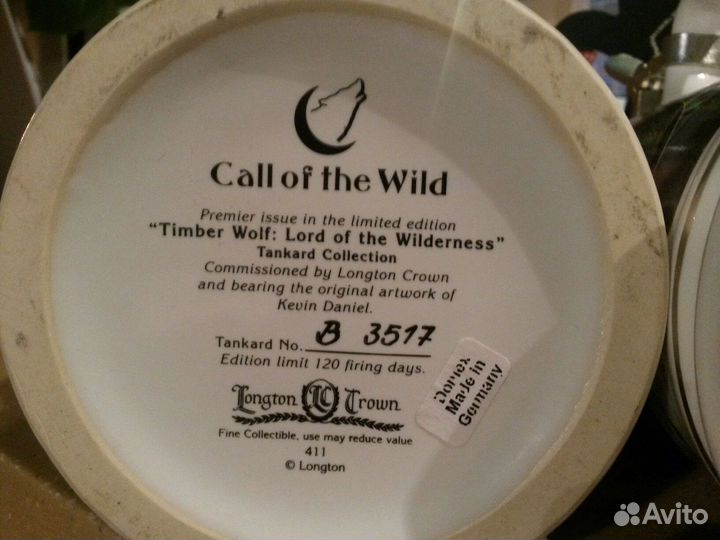 Call of the Wild
Premier issue in the limited edition
“Timber Wolf: Lord of the Wilderness”
Tankard Collection
Commissioned by Longton Crown
and bearing the original artwork of
Kevin Daniel.
Tankard No. B 3517
Edition limit 120 firing days.
Longton LC Crown
Fine Collectible, use may reduce value
411
© Longton
Domex
Made in
Germany
Avito